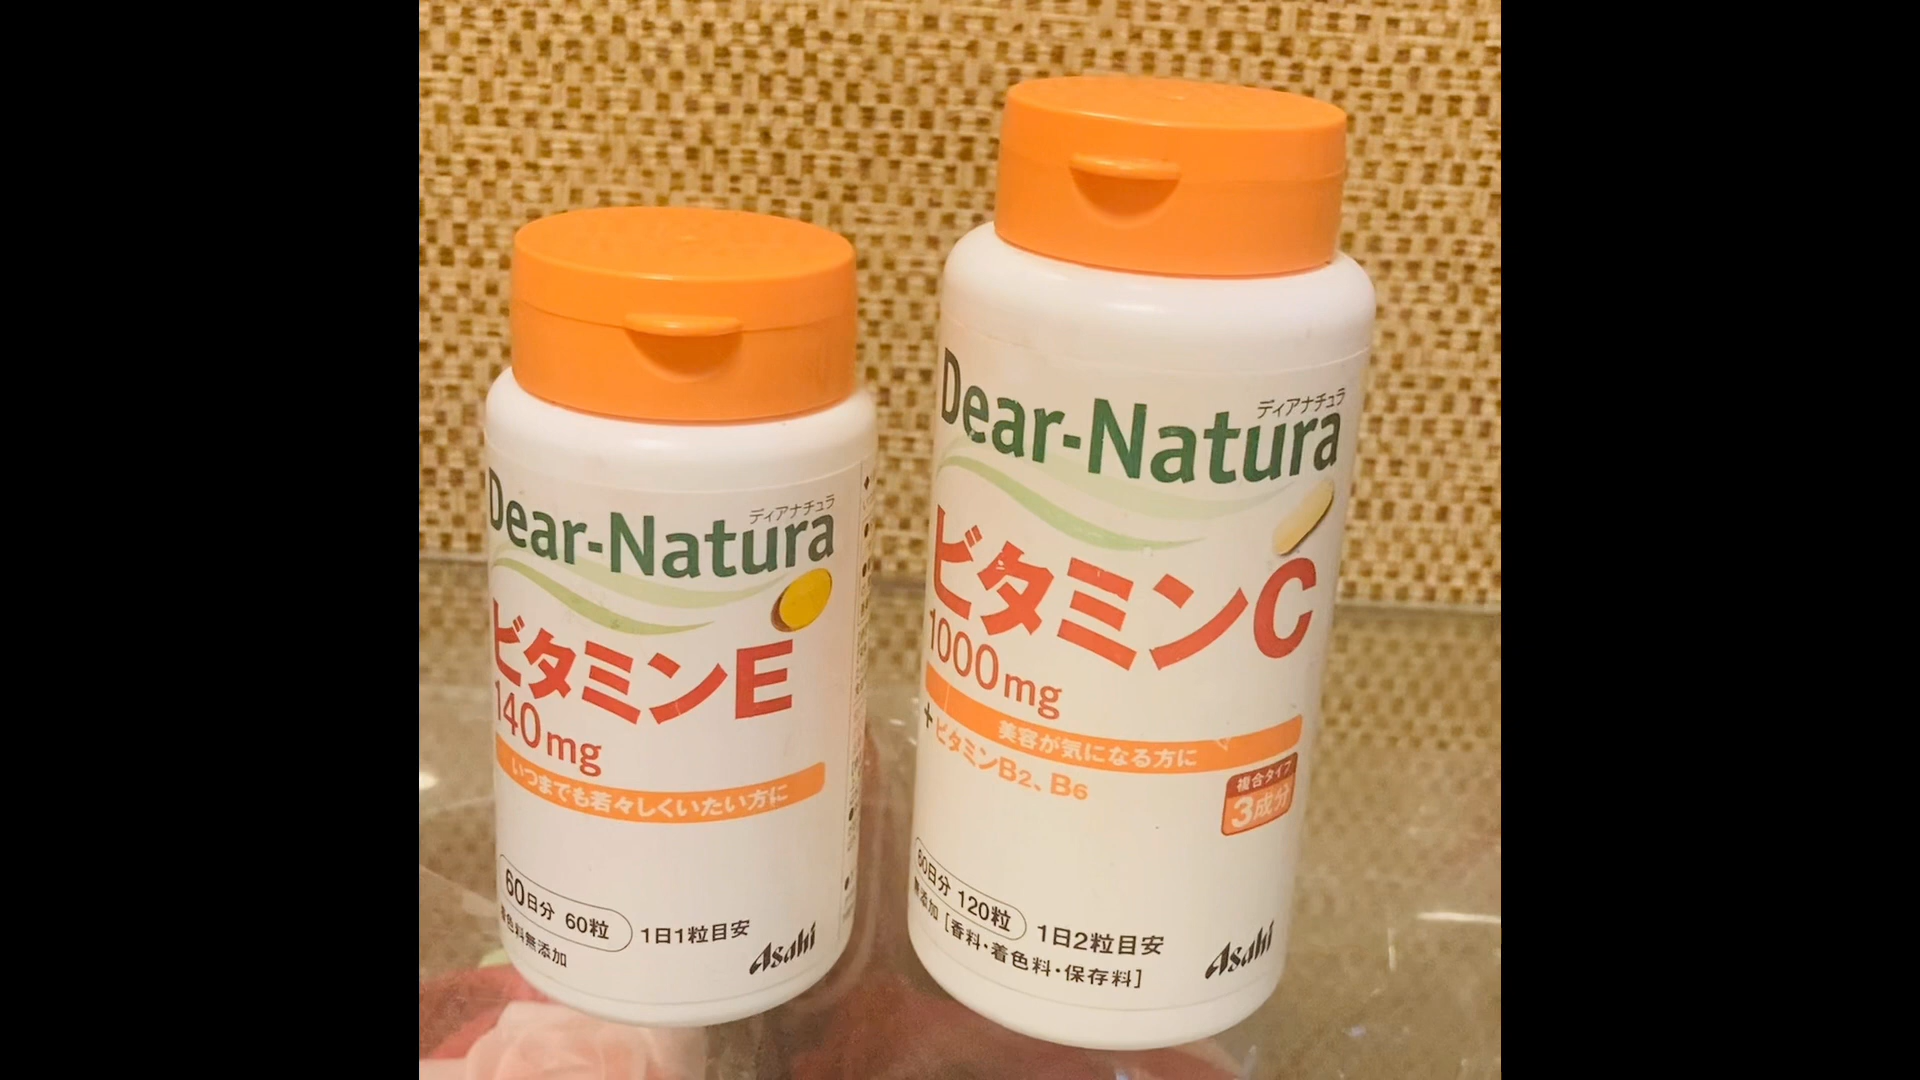 Dear-Natura
ディアナチュラ
ビタミンE
140mg
いつまでも若々しくいたい方に
60日分 60粒
1日1粒目安
着色料無添加
Asahi
Dear-Natura
ディアナチュラ
ビタミンC
1000mg
美容が気になる方に
+ビタミンB2、B6
複合タイプ
3成分
60日分 120粒
1日2粒目安
無添加[香料・着色料・保存料]
Asahi